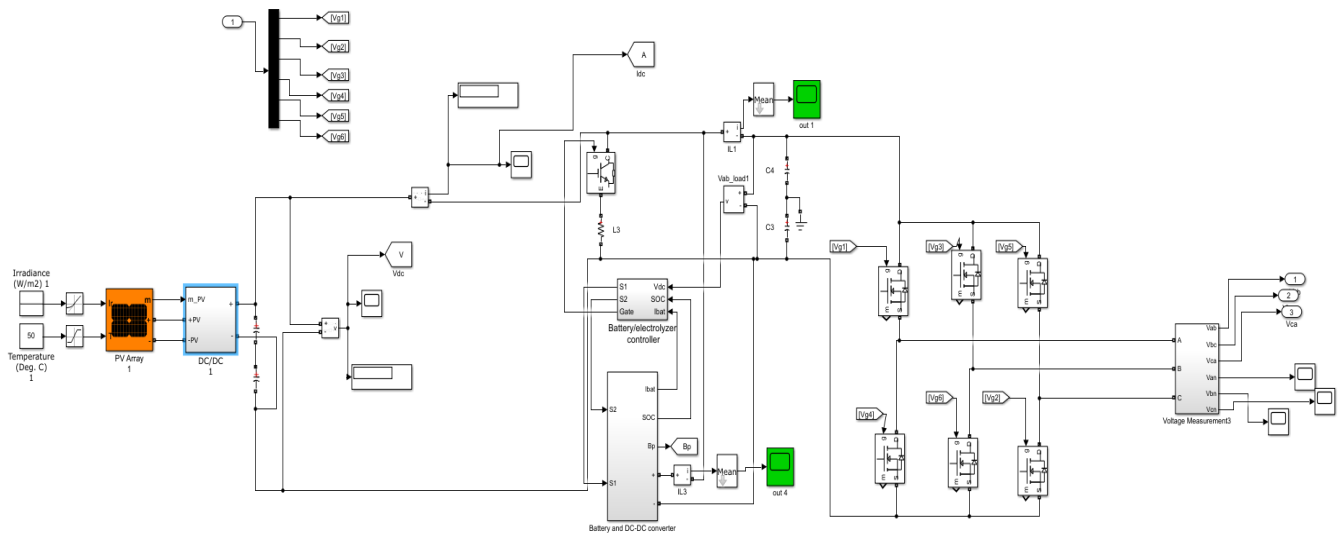 1
[Vg1]
[Vg2]
[Vg3]
[Vg4]
[Vg5]
[Vg6]
A
Idc
Mean
out 1
i
+
-
IL1
i
+
-
g
C
E
L3
Vab_load1
+
v
-
C4
C3
V
Vdc
+
-
v
Irradiance
(W/m2) 1
50
Temperature
(Deg. C)
1
Ir
T
m
+
-
PV Array
1
m_PV
+PV
-PV
+
-
DC/DC
1
S1
S2
Gate
Vdc
SOC
Ibat
Battery/electrolyzer
controller
S2
S1
Ibat
SOC
Bp
+
-
Battery and DC-DC converter
Bp
i
+
-
IL3
Mean
out 4
[Vg1]
[Vg3]
[Vg5]
g
D
m
S
g
D
m
S
g
D
m
S
[Vg4]
[Vg6]
[Vg2]
g
D
m
S
g
D
m
S
g
D
m
S
A
B
C
Vab
Vbc
Vca
Van
Vbn
Vcn
Voltage Measurement3
1
2
3
Vca